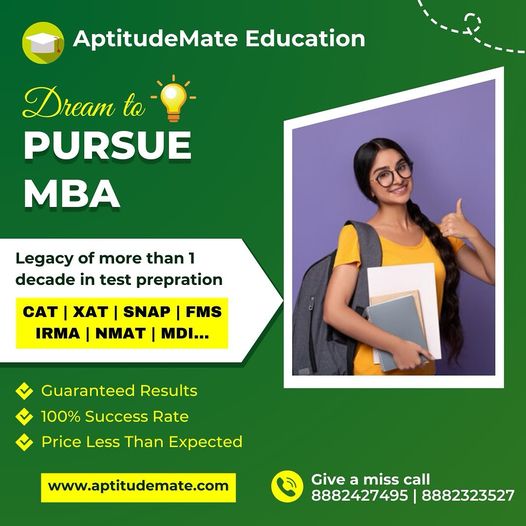 AptitudeMate Education
Dream to
PURSUE
MBA
Legacy of more than 1
decade in test prepration
CAT | XAT | SNAP | FMS
IRMA | NMAT | MDI...
Guaranteed Results
100% Success Rate
Price Less Than Expected
www.aptitudemate.com
Give a miss call
8882427495 | 8882323527